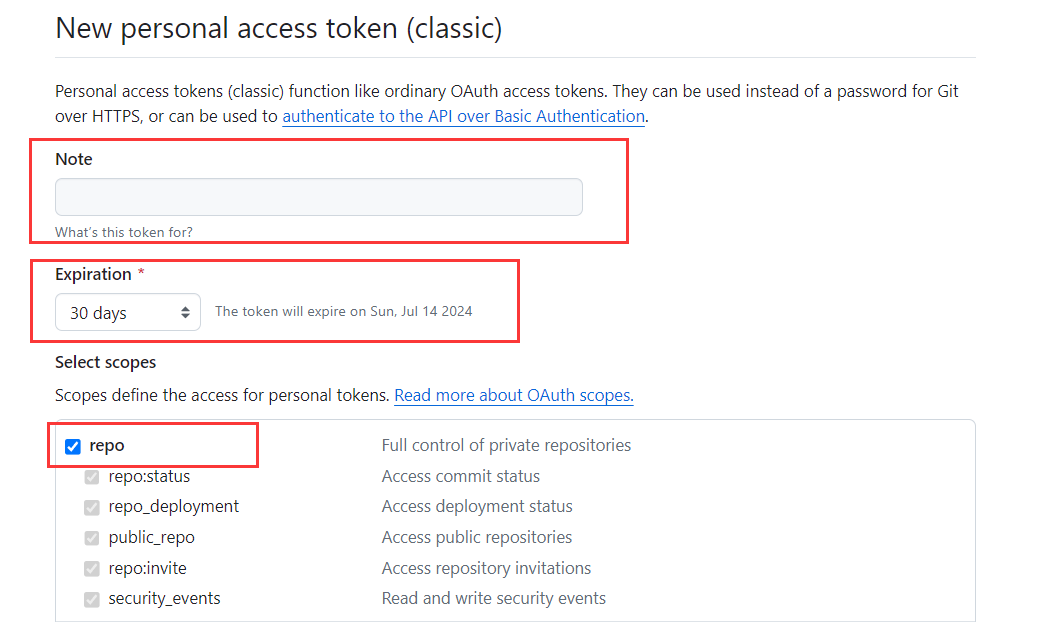 New personal access token (classic)
Personal access tokens (classic) function like ordinary OAuth access tokens. They can be used instead of a password for Git
over HTTPS, or can be used to authenticate to the API over Basic Authentication.
Note
What's this token for?
Expiration *
30 days The token will expire on Sun, Jul 14 2024
Select scopes
Scopes define the access for personal tokens. Read more about OAuth scopes.
repo Full control of private repositories
repo:status Access commit status
repo_deployment Access deployment status
public_repo Access public repositories
repo:invite Access repository invitations
security_events Read and write security events